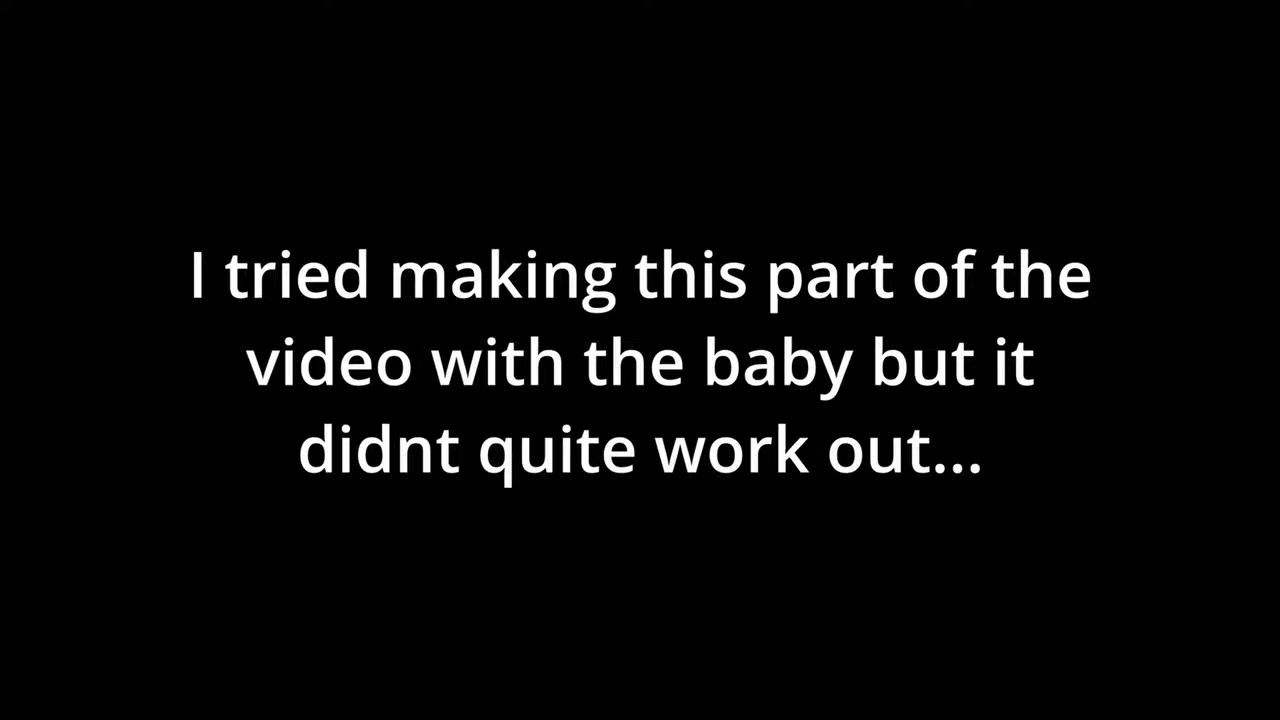 I tried making this part of the
video with the baby but it
didnt quite work out...